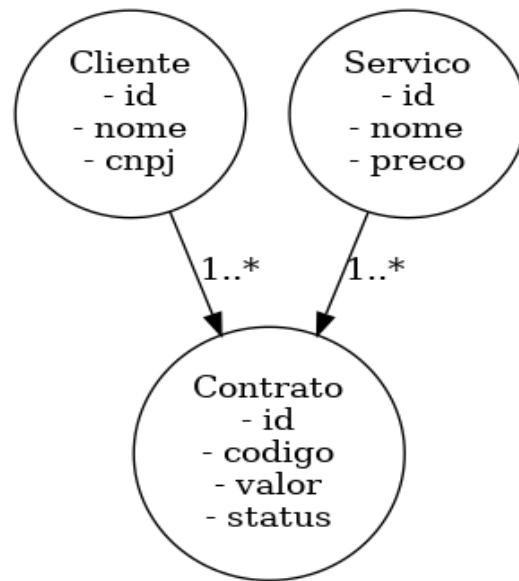 Cliente
- id
- nome
- cnpj
Servico
- id
- nome
- preco
1..*
1..*
Contrato
- id
- codigo
- valor
- status